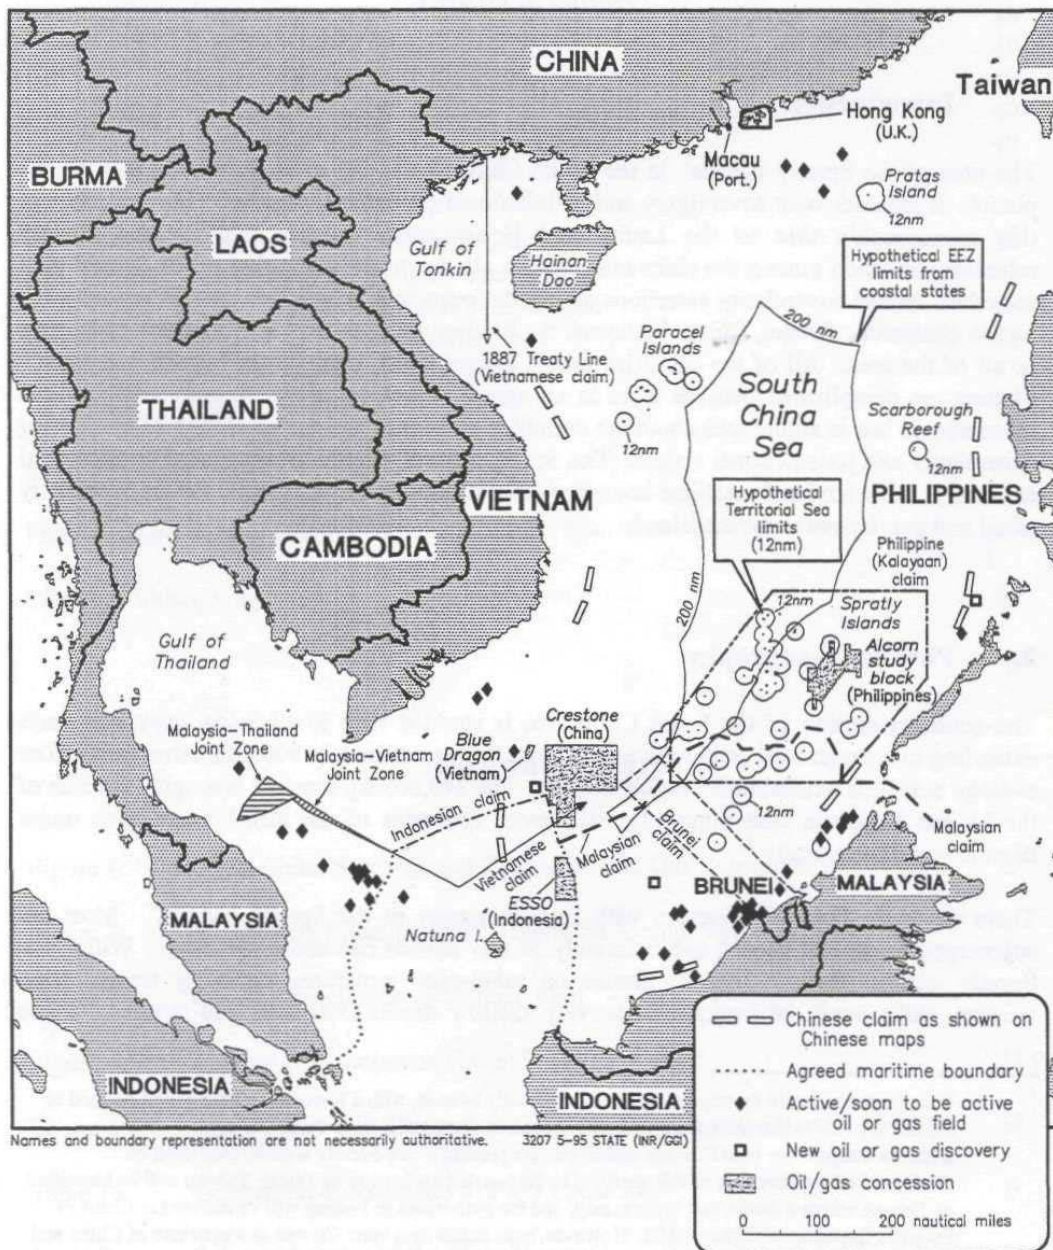 CHINA
Taiwan
Hong Kong
(U.K.)
Macau
(Port.)
Pratas
Island
12nm
BURMA
LAOS
Gulf of
Tonkin
Hainan
Dao
Hypothetical EEZ
limits from
coastal states
200 nm
Paracel
Islands
1887 Treaty Line
(Vietnamese claim)
South
China
Sea
THAILAND
12nm
Scarborough
Reef
12nm
VIETNAM
Hypothetical
Territorial Sea
limits
(12nm)
PHILIPPINES
CAMBODIA
Philippine
(Kalayaan)
claim
200 nm
12nm
Spratly
Islands
Gulf of
Thailand
Alcorn
study
block
(Philippines)
Malaysia-Thailand
Joint Zone
Malaysia-Vietnam
Joint Zone
Crestone
(China)
Blue
Dragon
(Vietnam)
Indonesian claim
Vietnamese
claim
Malaysian
claim
Brunei
claim
12nm
Malaysian
claim
MALAYSIA
BRUNEI
MALAYSIA
ESSO
(Indonesia)
Natuna I.
INDONESIA
INDONESIA
Chinese claim as shown on
Chinese maps
Agreed maritime boundary
Active/soon to be active
oil or gas field
New oil or gas discovery
Oil/gas concession
0 100 200 nautical miles
Names and boundary representation are not necessarily authoritative.
3207 5-95 STATE (INR/GGI)